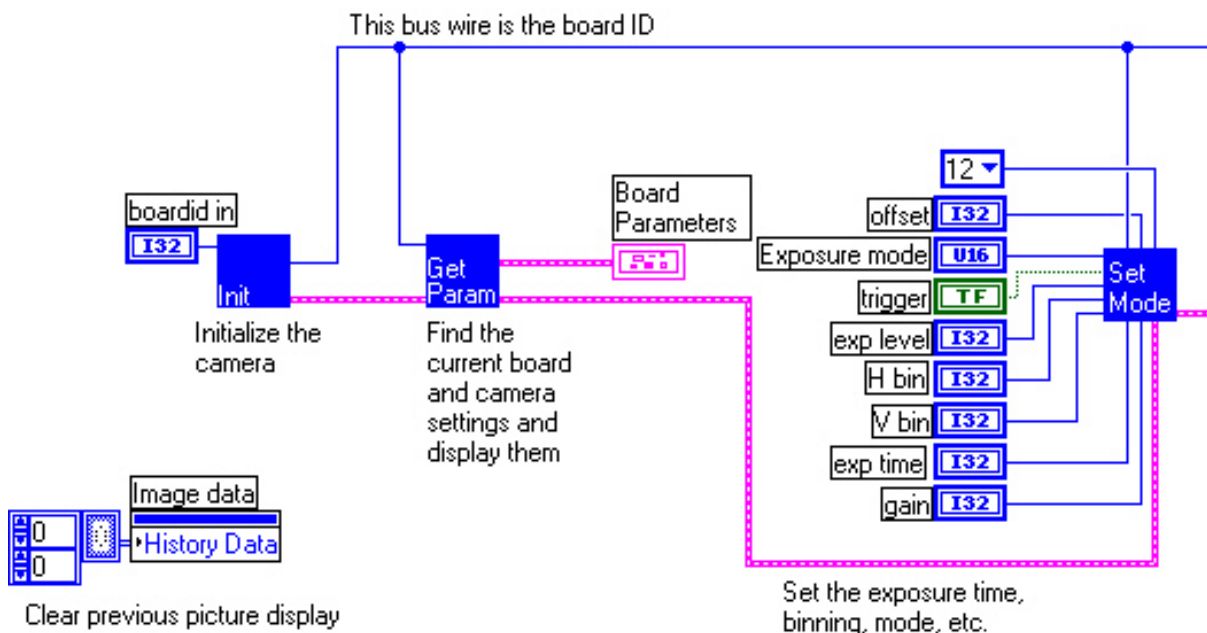 This bus wire is the board ID
12
boardid in
I32
Init
Initialize the
camera
Get
Param
Find the
current board
and camera
settings and
display them
Board
Parameters
offset
I32
Exposure mode
U16
trigger
TF
exp level
I32
H bin
I32
V bin
I32
exp time
I32
gain
I32
Set
Mode
Set the exposure time,
binning, mode, etc.
Image data
History Data
0
0
Clear previous picture display